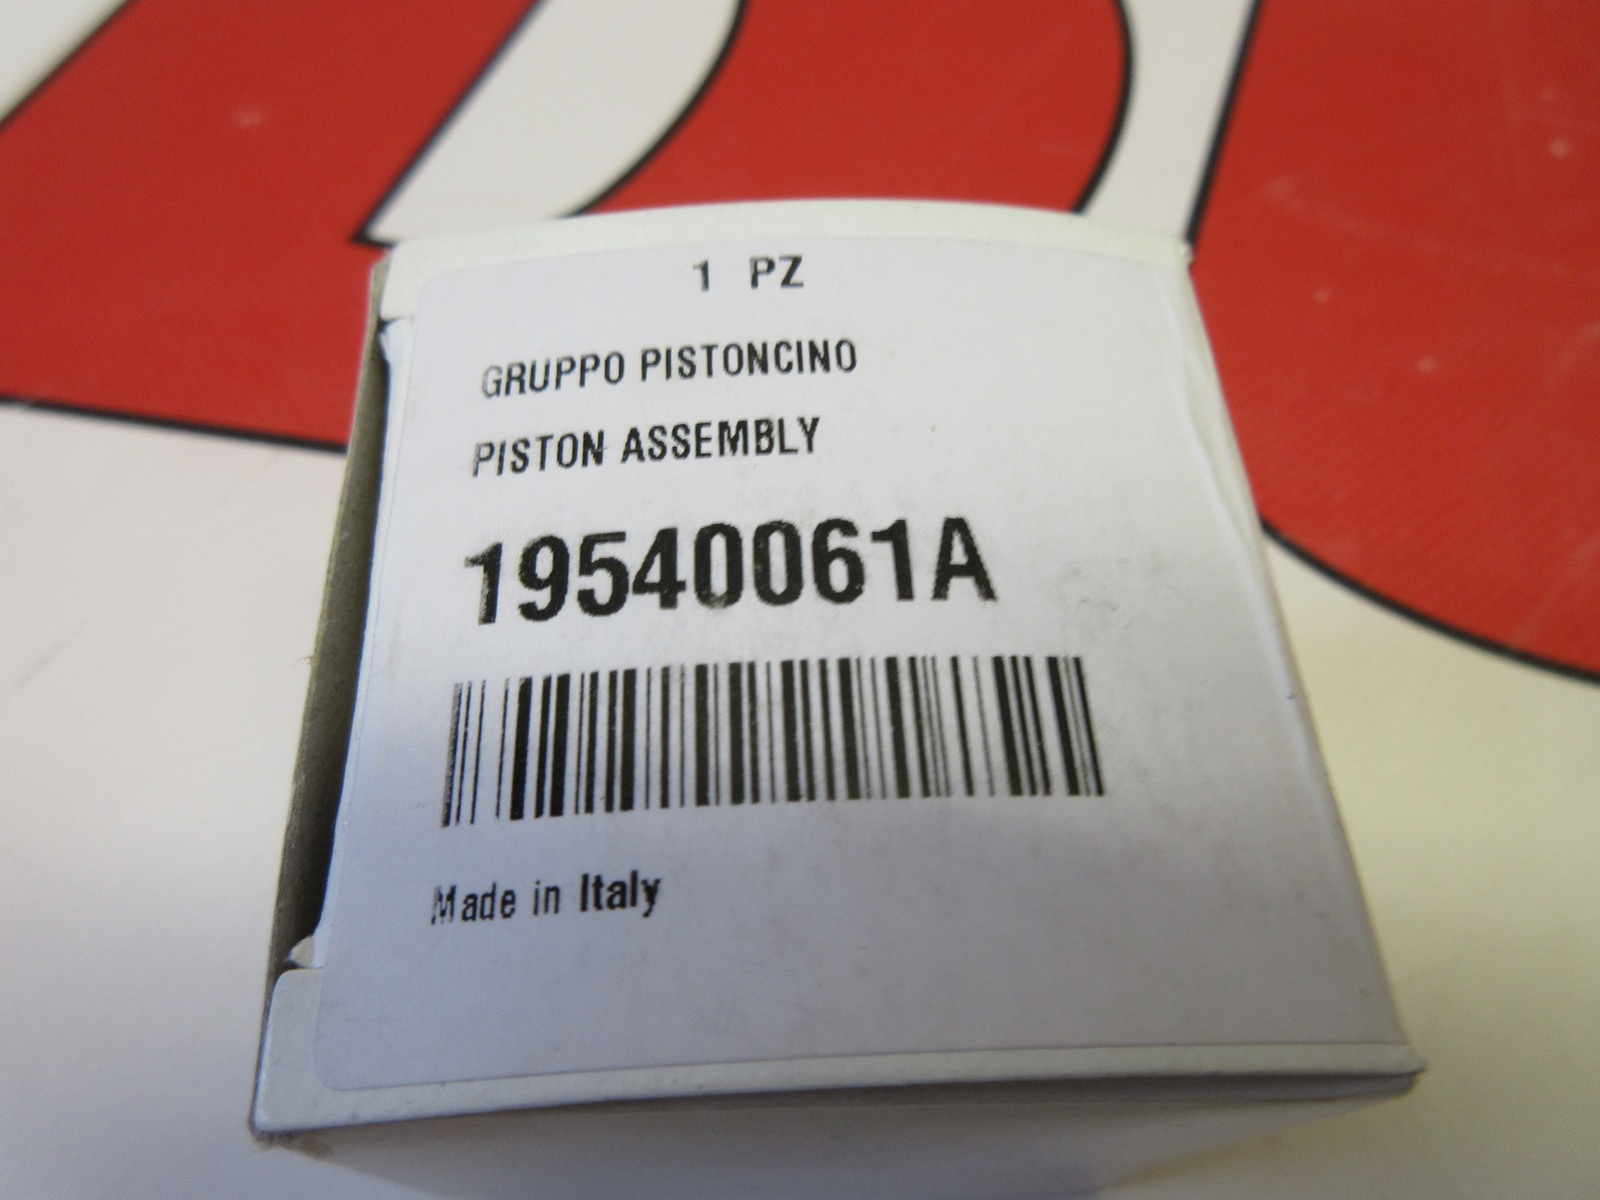 1 PZ
GRUPPO PISTONCINO
PISTON ASSEMBLY
19540061A
Made in Italy